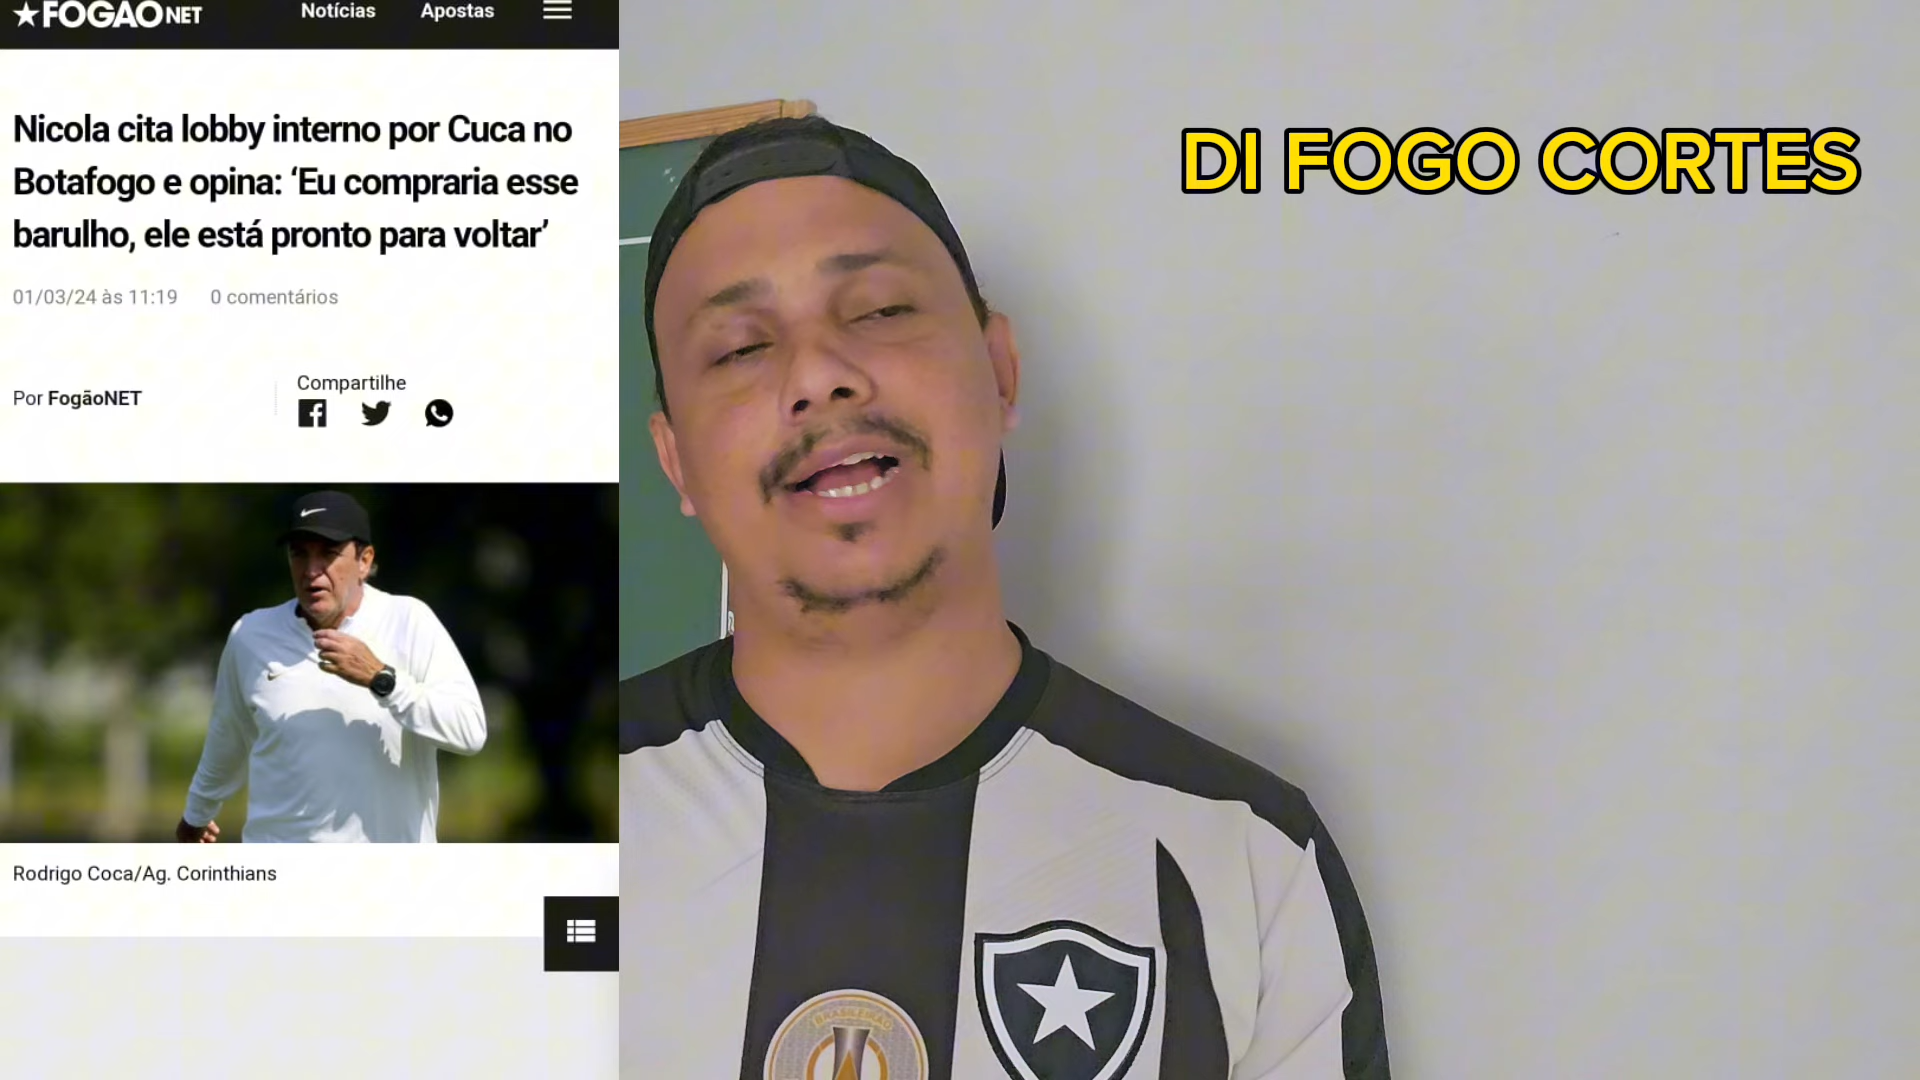 FOGÃONET
Notícias
Apostas
Nicola cita lobby interno por Cuca no
Botafogo e opina: ‘Eu compraria esse
barulho, ele está pronto para voltar’
01/03/24 às 11:19 0 comentários
Por FogãoNET
Compartilhe
Rodrigo Coca/Ag. Corinthians
DI FOGO CORTES
BRASILEIRÃO